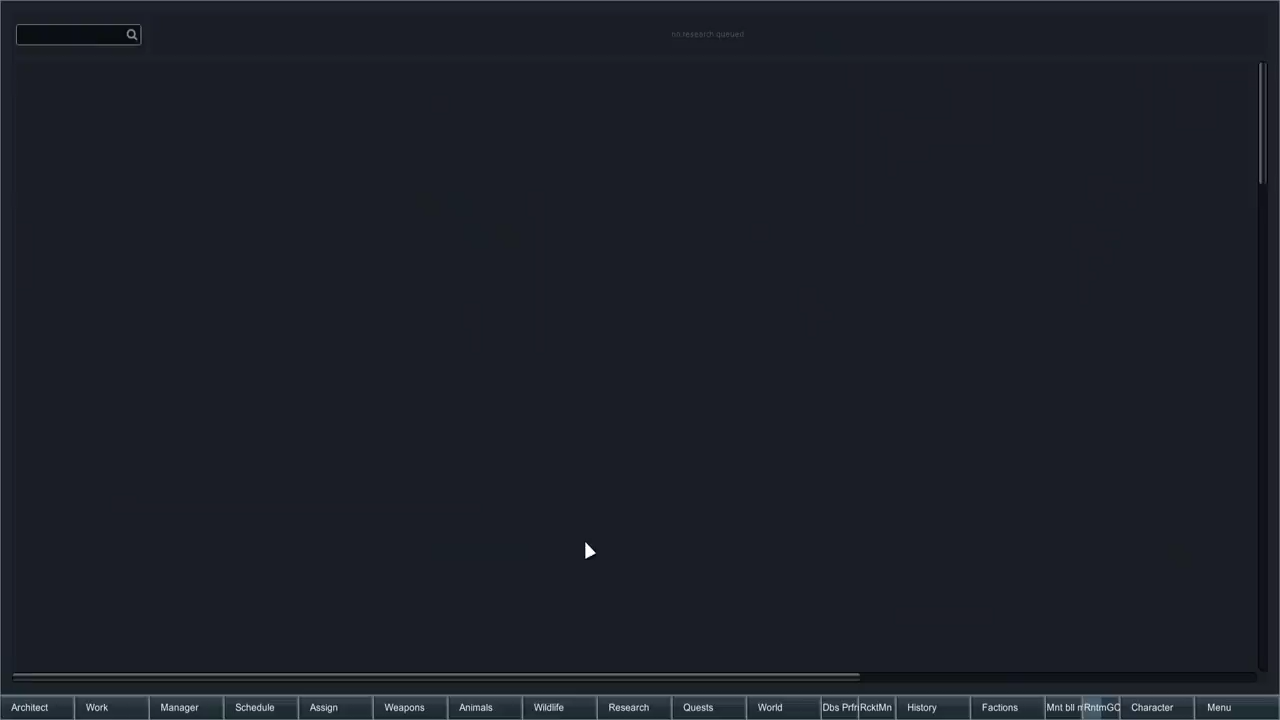 no research queued
Architect
Work
Manager
Schedule
Assign
Weapons
Animals
Wildlife
Research
Quests
World
Dbs Prfrm
RcktMn
History
Factions
Mnt bll
RntmGC
Character
Menu